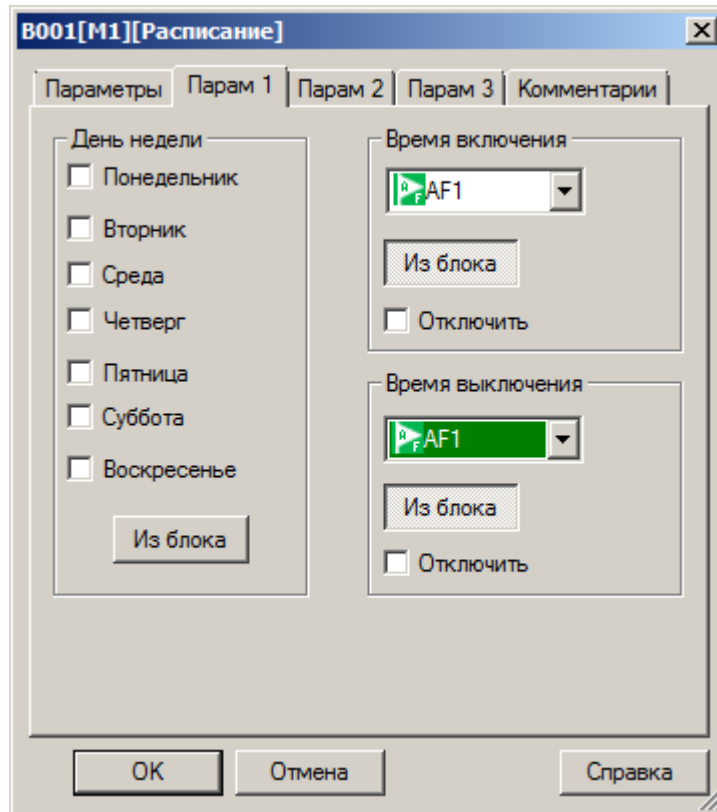 B001[M1][Расписание]
Параметры Парам 1 Парам 2 Парам 3 Комментарии
День недели
Понедельник
Вторник
Среда
Четверг
Пятница
Суббота
Воскресенье
Из блока
Время включения
AF1
Из блока
Отключить
Время выключения
AF1
Из блока
Отключить
OK Отмена Справка